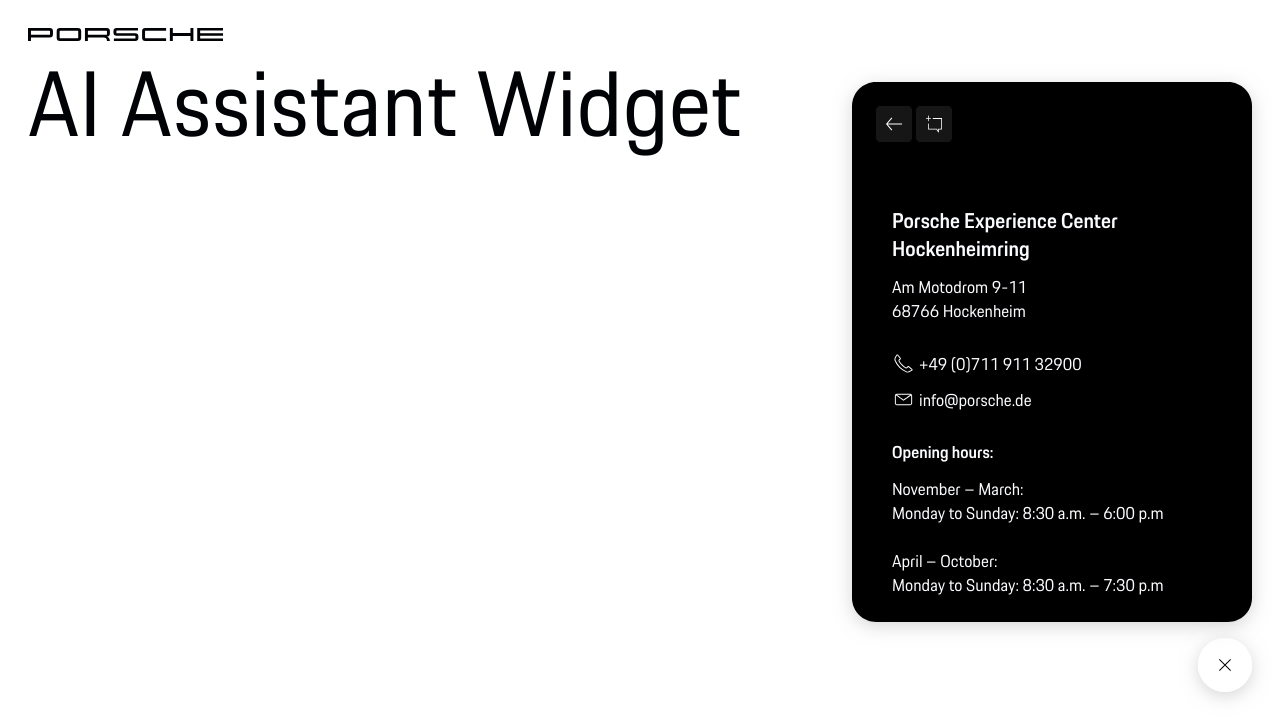 PORSCHE
AI Assistant Widget
Porsche Experience Center
Hockenheimring
Am Motodrom 9-11
68766 Hockenheim
+49 (0)711 911 32900
info@porsche.de
Opening hours:
November – March:
Monday to Sunday: 8:30 a.m. – 6:00 p.m
April – October:
Monday to Sunday: 8:30 a.m. – 7:30 p.m